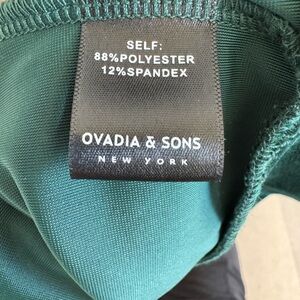 SELF:
88%POLYESTER
12%SPANDEX
OVADIA & SONS
NEW YORK